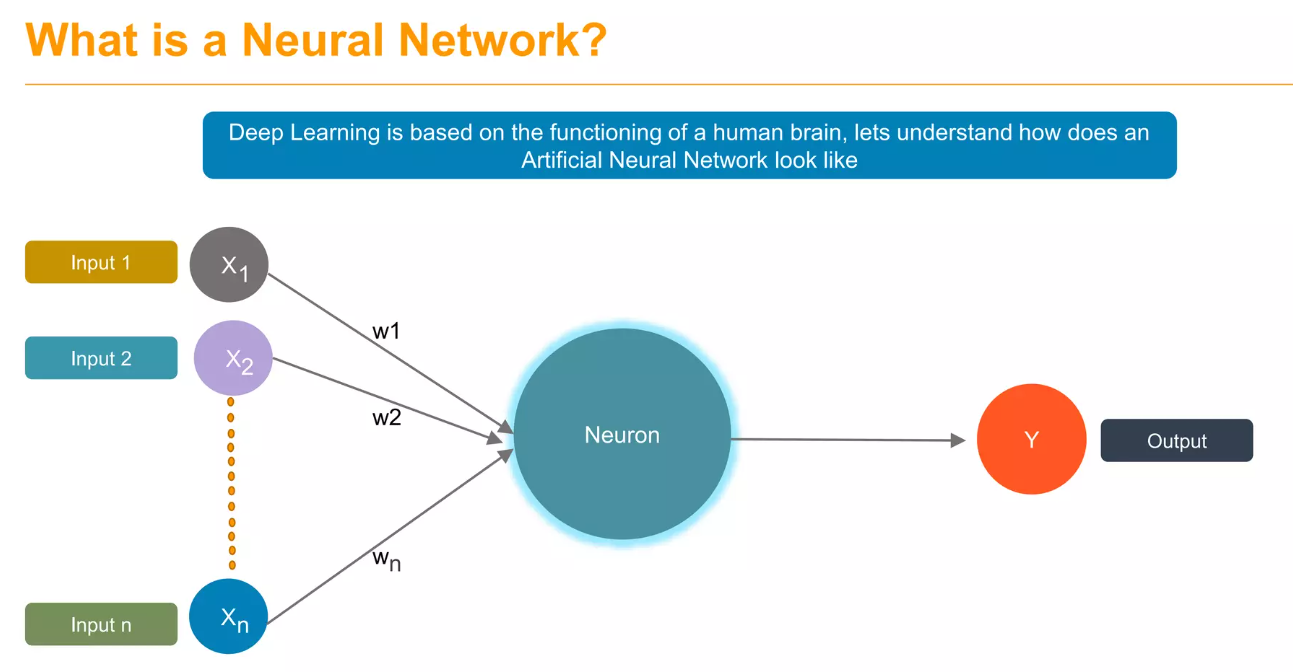 What is a Neural Network?
Deep Learning is based on the functioning of a human brain, lets understand how does an
Artificial Neural Network look like
Input 1
X1
w1
Input 2
X2
w2
Neuron
Y
Output
wn
Input n
Xn